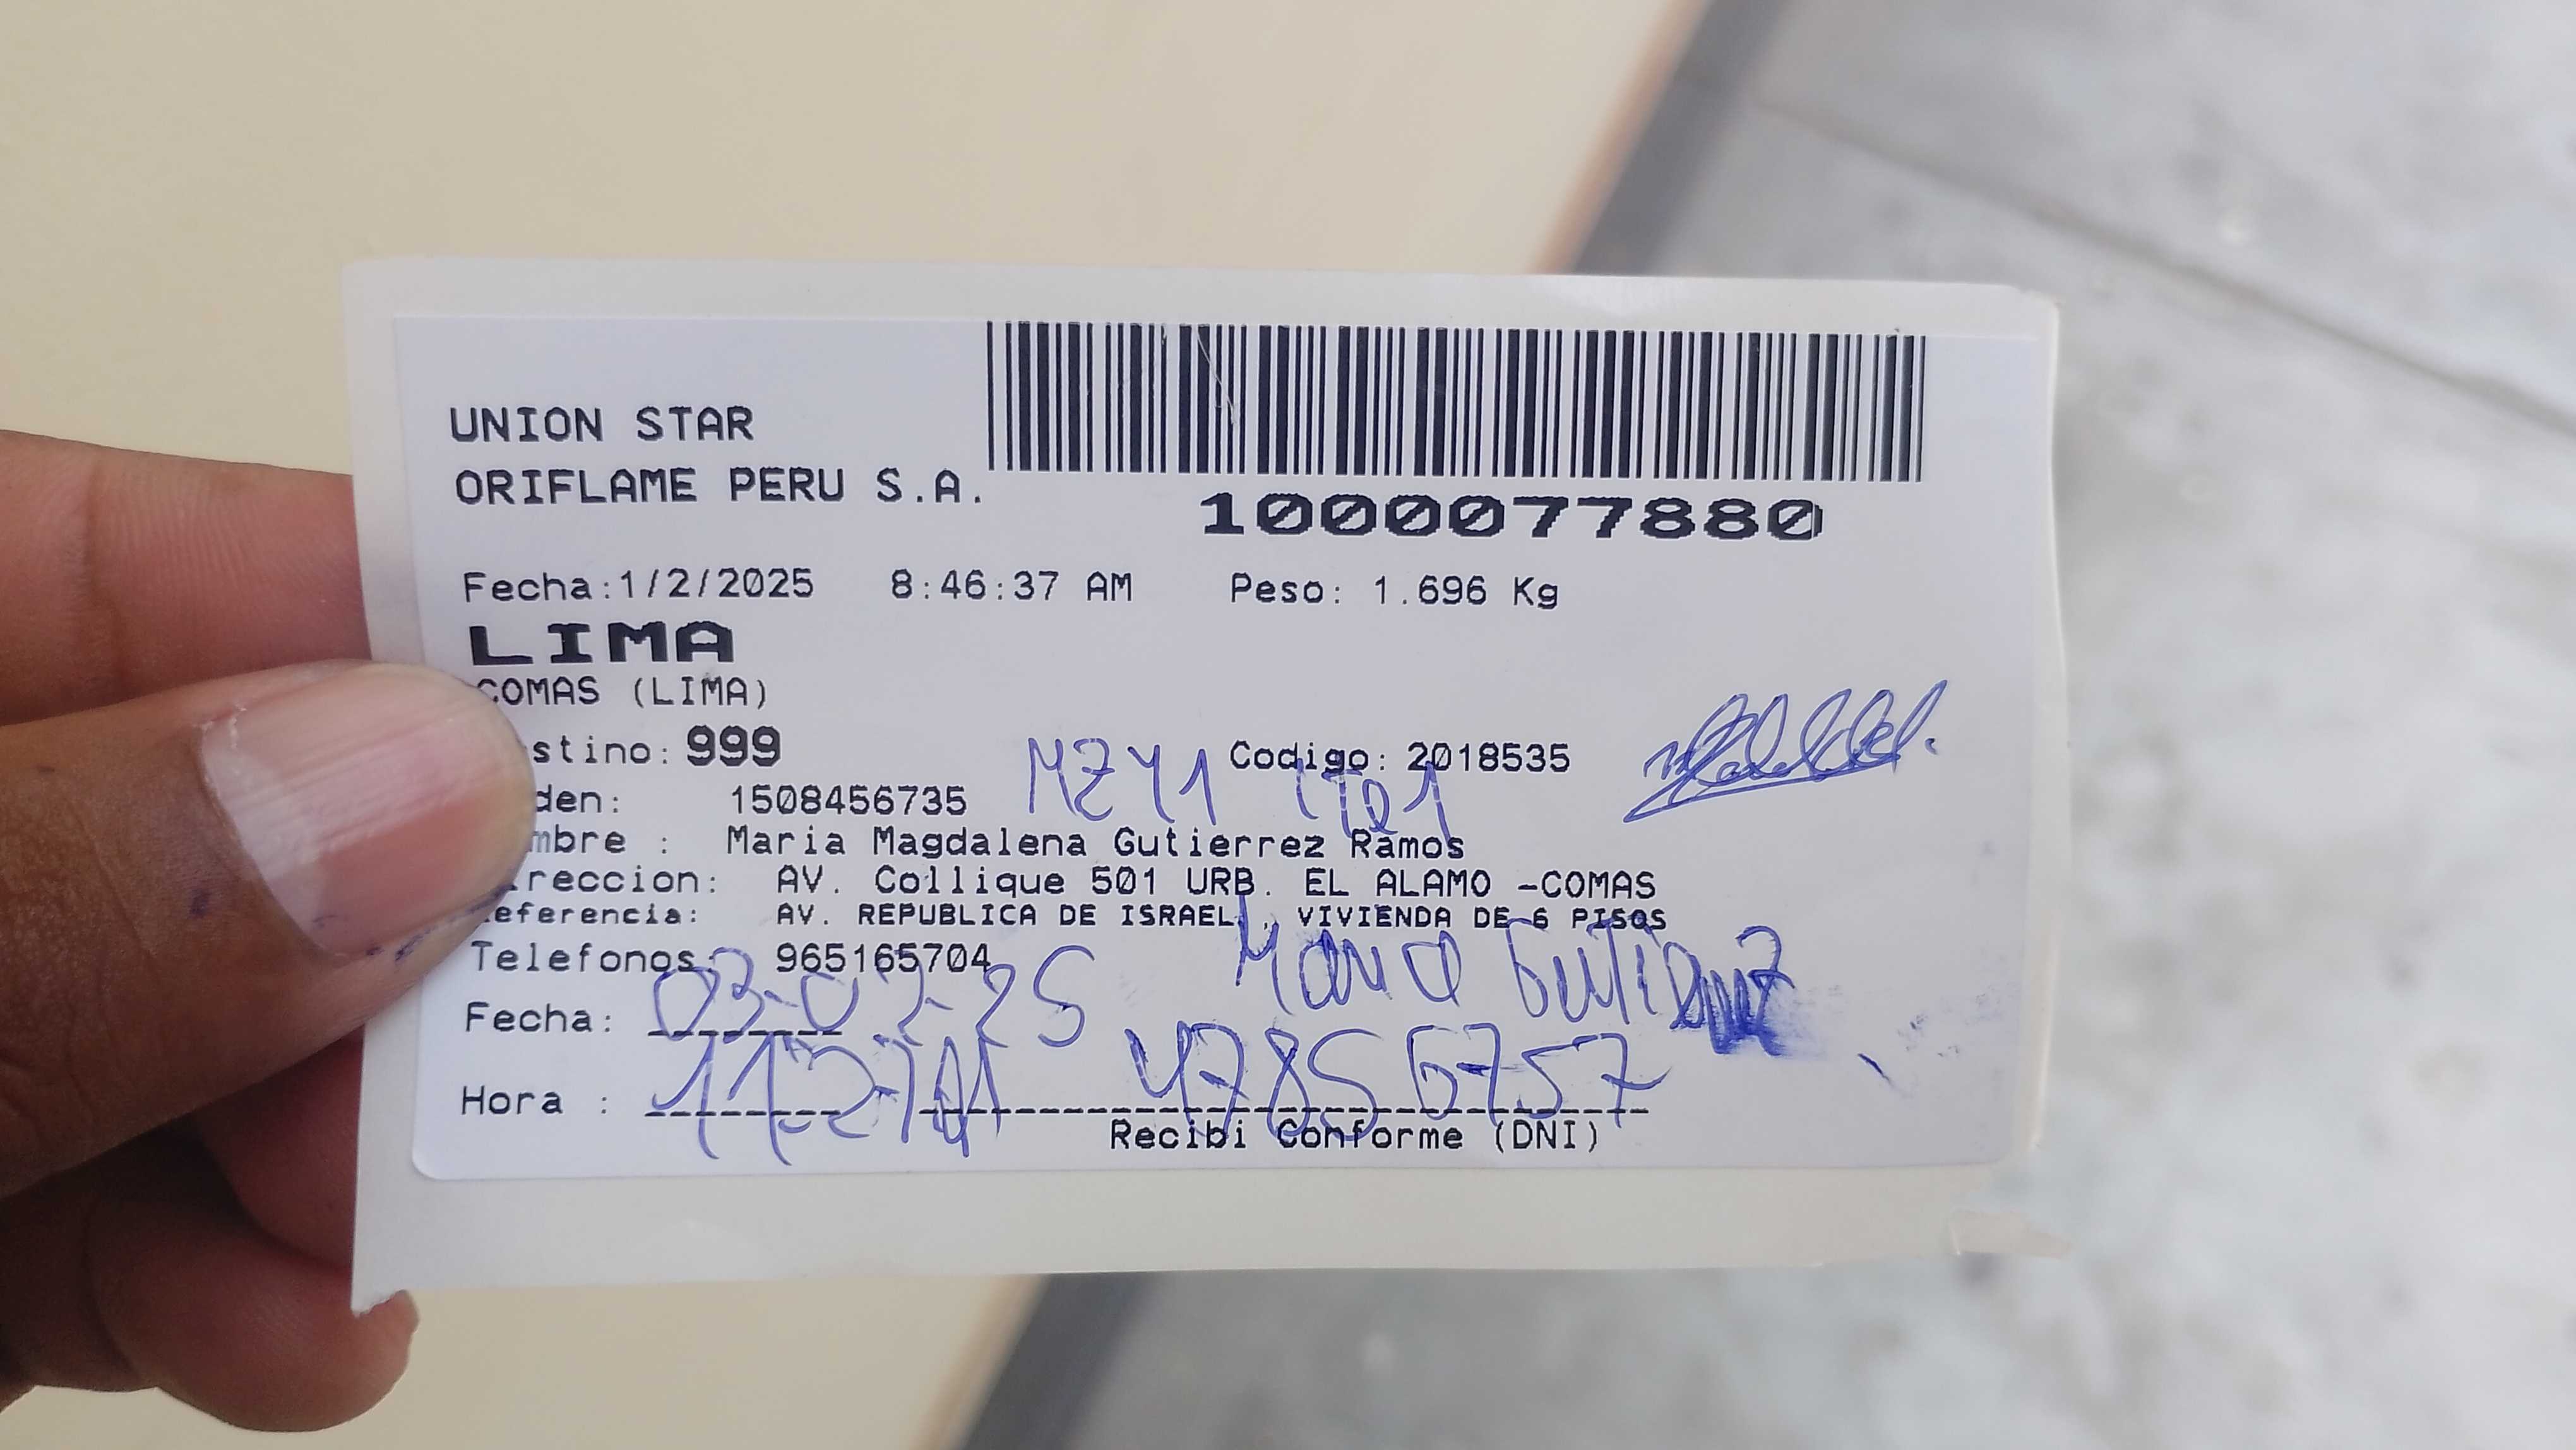 UNION STAR
ORIFLAME PERU S.A.
1000077880
Fecha:1/2/2025 8:46:37 AM Peso: 1.696 Kg
LIMA
COMAS (LIMA)
stino: 999 Codigo: 2018535
MZ Y1 LTe1
den: 1508456735
mbre : Maria Magdalena Gutierrez Ramos
reccion: AV. Collique 501 URB. EL ALAMO -COMAS
eferencia: AV. REPUBLICA DE ISRAEL, VIVIENDA DE 6 PISOS
Telefonos: 965165704
Maria Gutierrez
Fecha: 03-02-25
Hora : 47856757
Recibi Conforme (DNI)